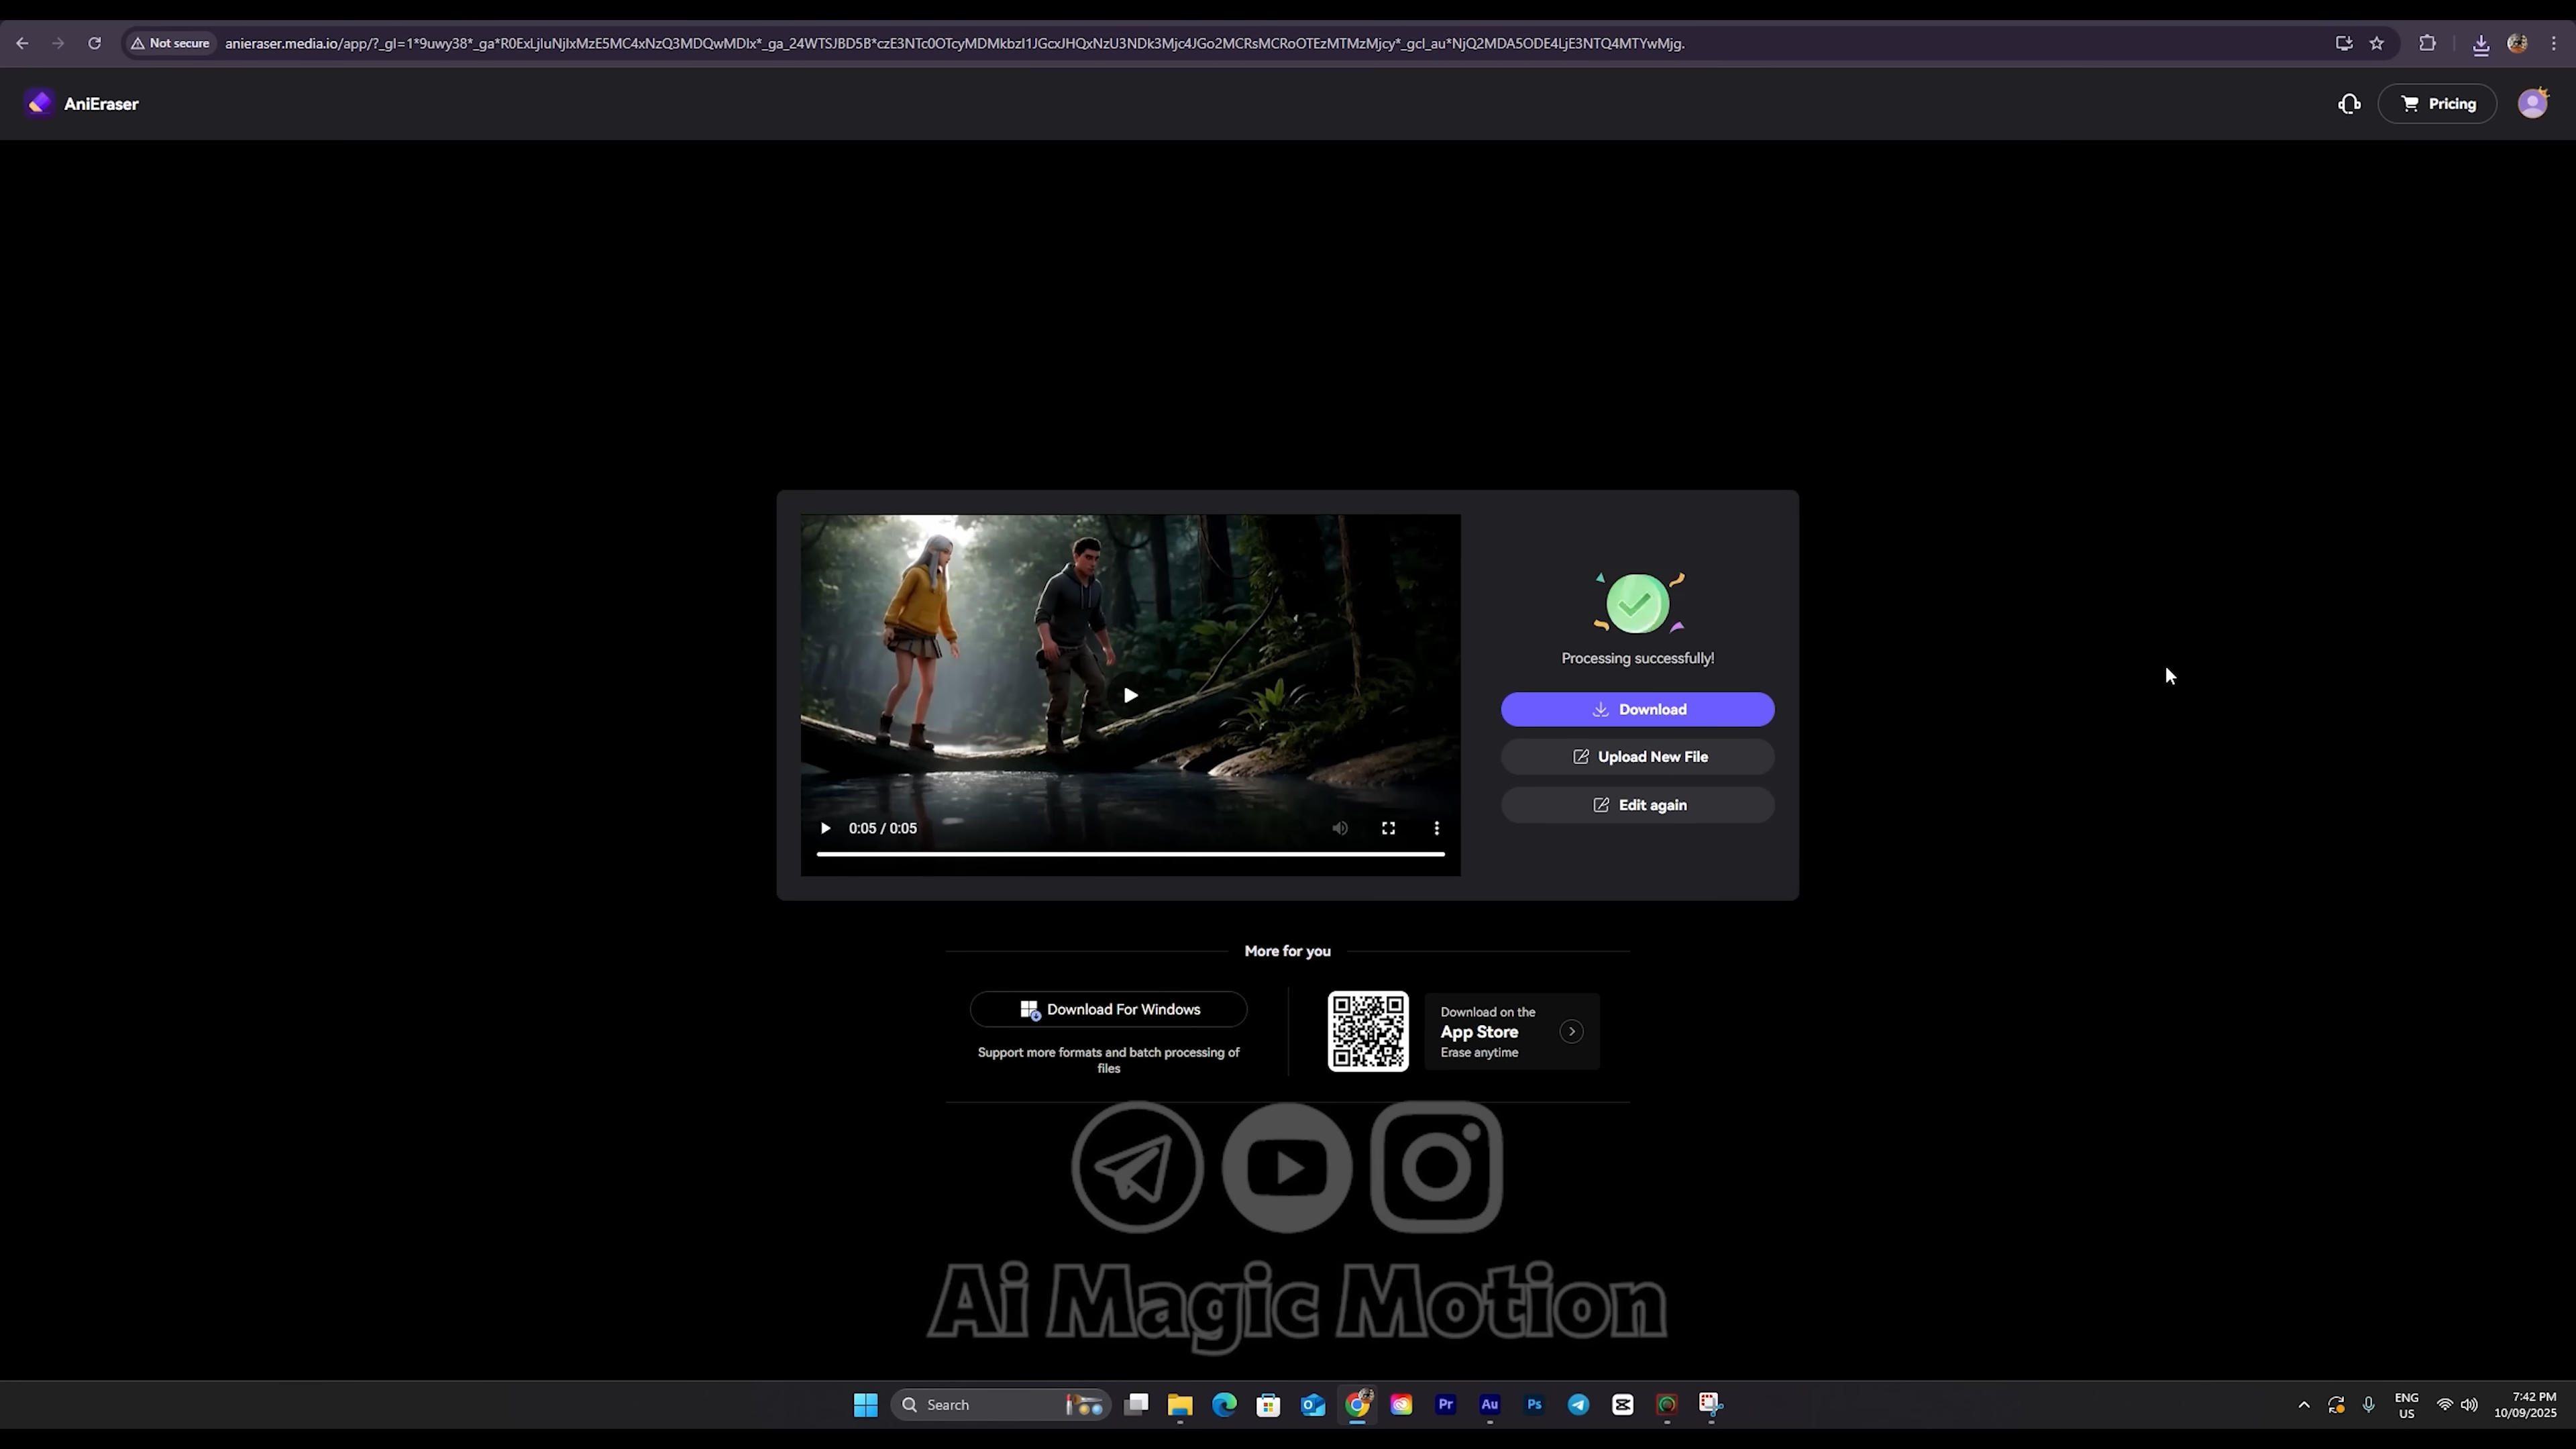 Not secure
anieraser.media.io/app/?_gl=1*9uwy38*_ga*R0ExLjIuNjIxMzE5MC4xNzQ3MDQwMDIx*_ga_24WTSJBD5B*czE3NTc0OTcyMDMkbzI1JGcxJHQxNzU3NDk3Mjc4JGo2MCRsMCRoOTEzMTMzMjcy*_gcl_au*NjQ2MDA5ODE4LjE3NTQ4MTYwMjg.
AniEraser
Pricing
Processing successfully!
Download
Upload New File
Edit again
0:05 / 0:05
More for you
Download For Windows
Support more formats and batch processing of
files
Download on the
App Store
Erase anytime
Ai Magic Motion
Search
Pr
Au
Ps
ENG
US
7:42 PM
10/09/2025